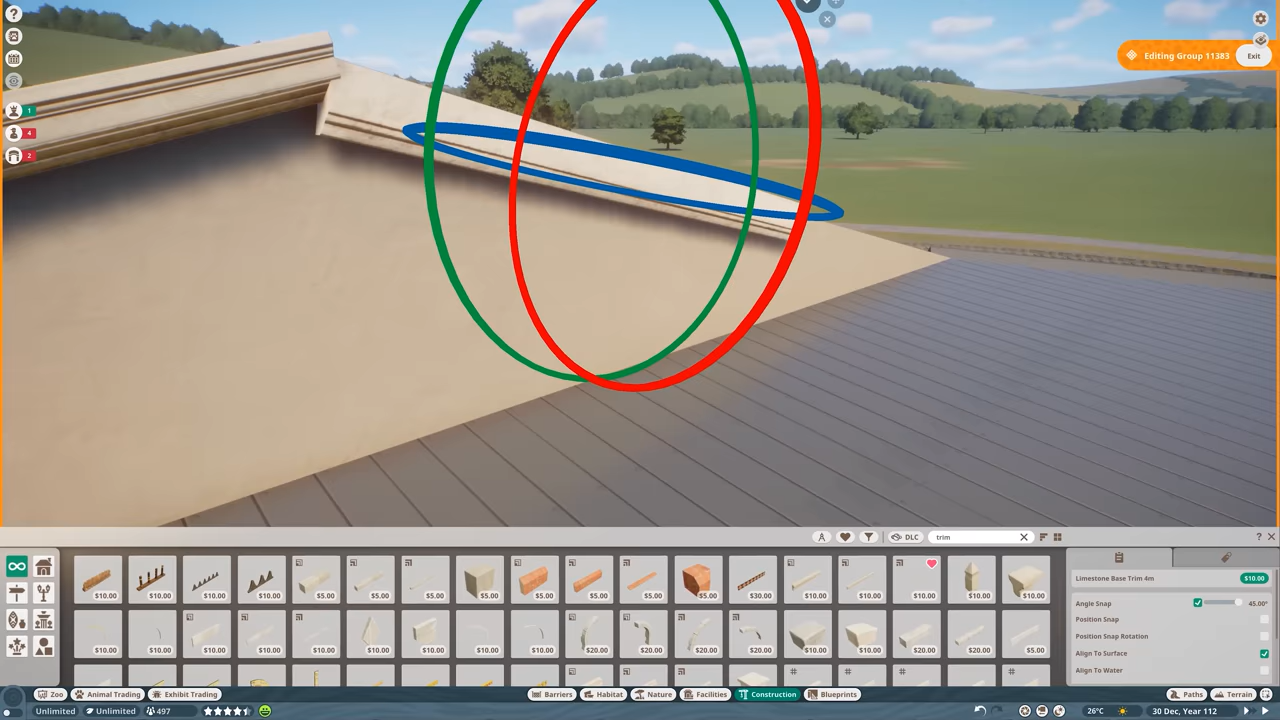 ?
Editing Group 11383
Exit
1
4
2
DLC
trim
?
$10.00 $10.00 $10.00 $10.00 $5.00 $5.00 $5.00 $5.00 $5.00 $5.00 $5.00 $5.00 $30.00 $10.00 $10.00 $10.00 $10.00 $10.00
$10.00 $10.00 $10.00 $10.00 $10.00 $10.00 $10.00 $10.00 $10.00 $20.00 $20.00 $20.00 $20.00 $20.00 $20.00 $20.00 $20.00 $5.00
Limestone Base Trim 4m $10.00
Angle Snap 45.00°
Position Snap
Position Snap Rotation
Align To Surface
Align To Water
Zoo Animal Trading Exhibit Trading Barriers Habitat Nature Facilities Construction Blueprints Paths Terrain
Unlimited Unlimited 497 26°C 30 Dec, Year 112